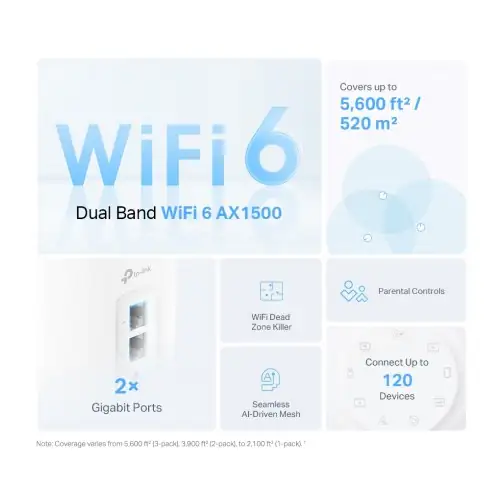 WiFi 6
Dual Band WiFi 6 AX1500
Covers up to
5,600 ft² /
520 m²
tp-link
2×
Gigabit Ports
WiFi Dead
Zone Killer
Parental Controls
Seamless
AI-Driven Mesh
Connect Up to
120
Devices
Note: Coverage varies from 5,600 ft² (3-pack), 3,900 ft² (2-pack), to 2,100 ft² (1-pack).